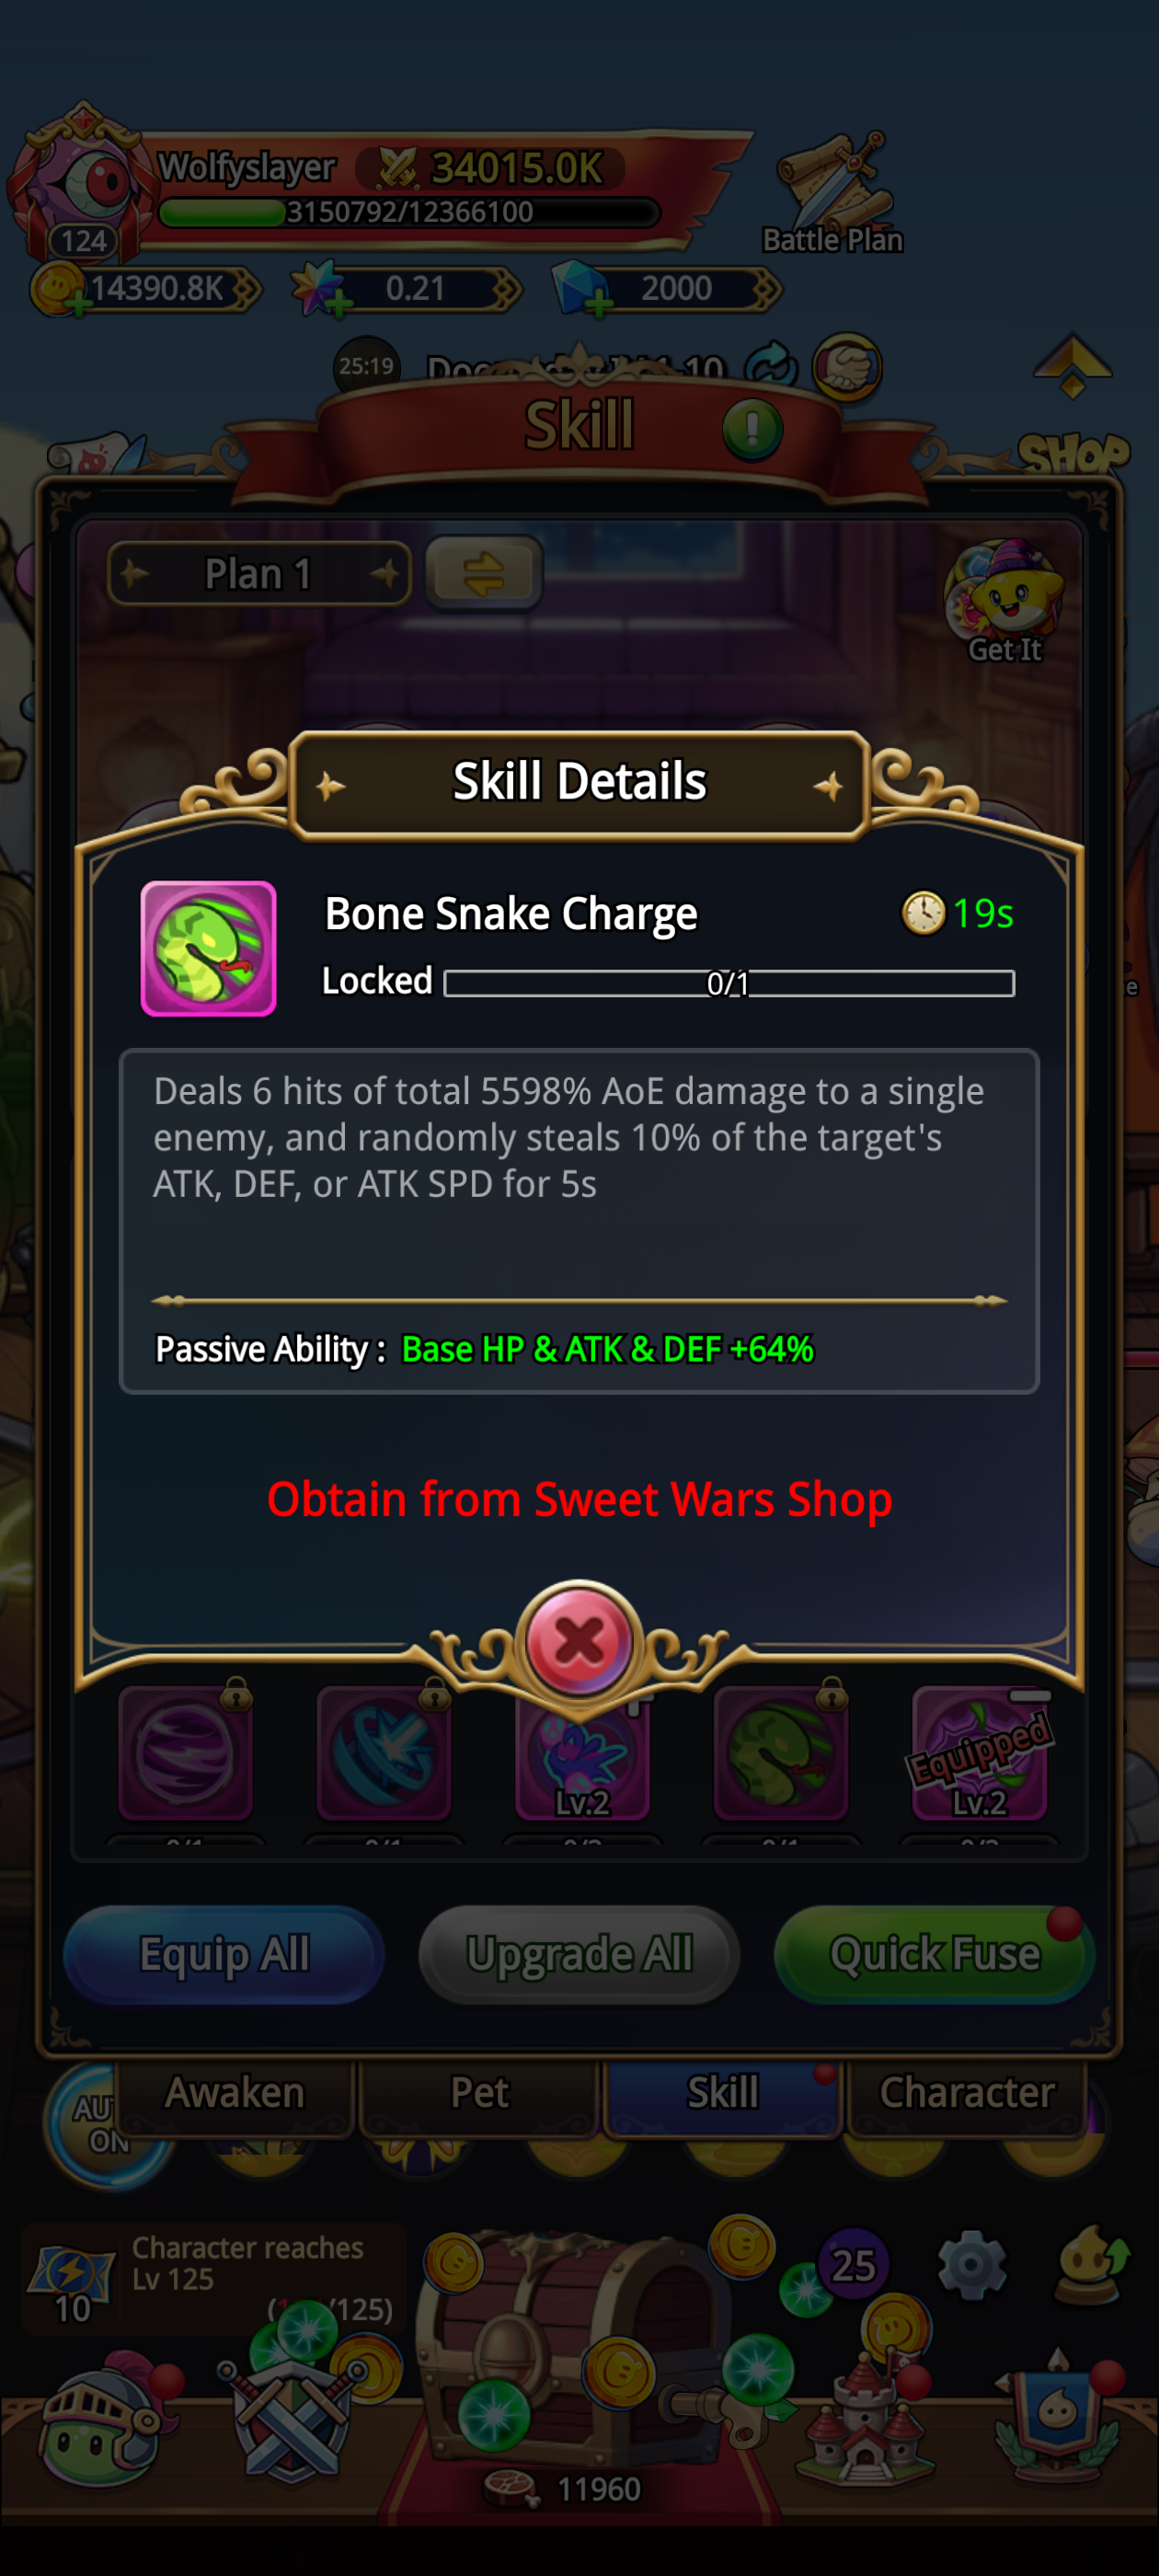 Wolfyslayer
34015.0K
3150792/12366100
124
Battle Plan
14390.8K
0.21
2000
25:19
Skill
SHOP
Plan 1
Get It
Skill Details
Bone Snake Charge
19s
Locked
0/1
Deals 6 hits of total 5598% AoE damage to a single
enemy, and randomly steals 10% of the target's
ATK, DEF, or ATK SPD for 5s
Passive Ability : Base HP & ATK & DEF +64%
Obtain from Sweet Wars Shop
Equipped
Lv.2
Lv.2
Equip All
Upgrade All
Quick Fuse
Awaken
Pet
Skill
Character
ON
Character reaches
Lv 125
10
/125)
25
11960